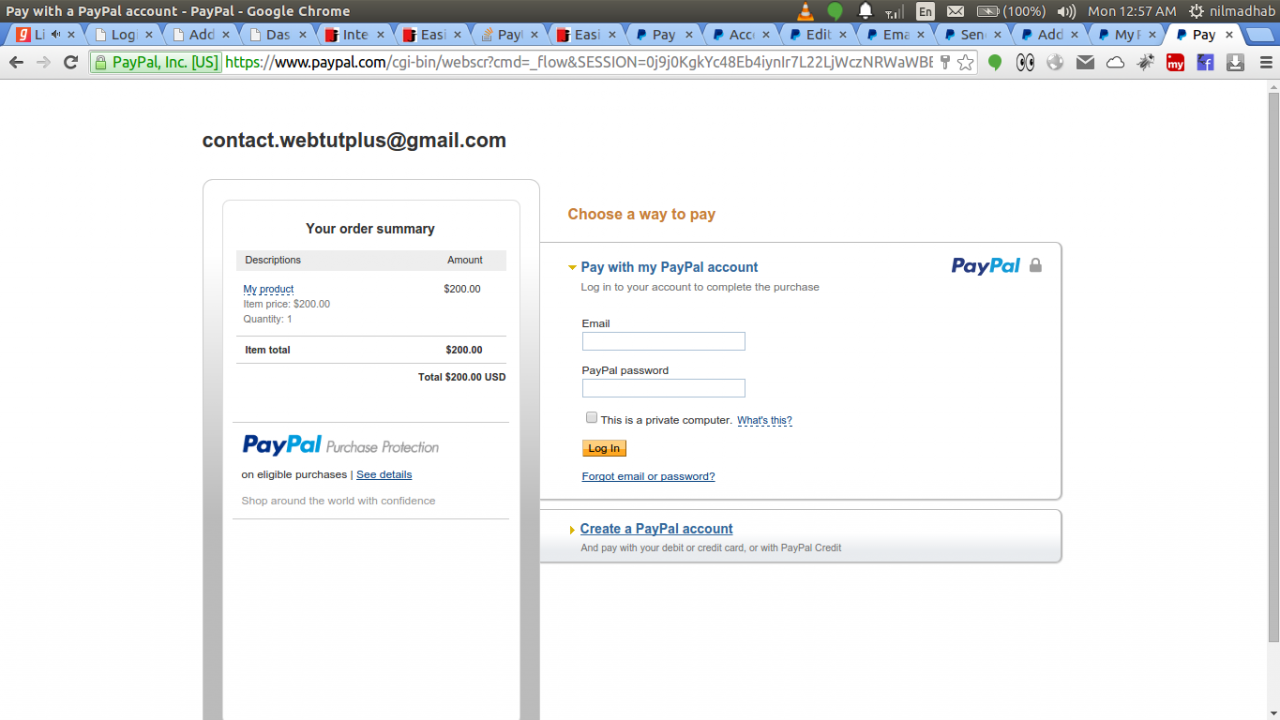 Pay with a PayPal account - PayPal - Google Chrome
En (100%) Mon 12:57 AM nilmadhab
Li Log Add Das Inte Easi Payl Easi Pay Acc Edit Ema Sen Add My P Pay
PayPal, Inc. [US] https://www.paypal.com/cgi-bin/webscr?cmd=_flow&SESSION=0j9j0KgkYc48Eb4iynIr7L22LjWczNRWaWBE
my
contact.webtutplus@gmail.com
Your order summary
Descriptions Amount
My product $200.00
Item price: $200.00
Quantity: 1
Item total $200.00
Total $200.00 USD
PayPal Purchase Protection
on eligible purchases | See details
Shop around the world with confidence
Choose a way to pay
Pay with my PayPal account PayPal
Log in to your account to complete the purchase
Email
PayPal password
This is a private computer. What's this?
Log In
Forgot email or password?
Create a PayPal account
And pay with your debit or credit card, or with PayPal Credit